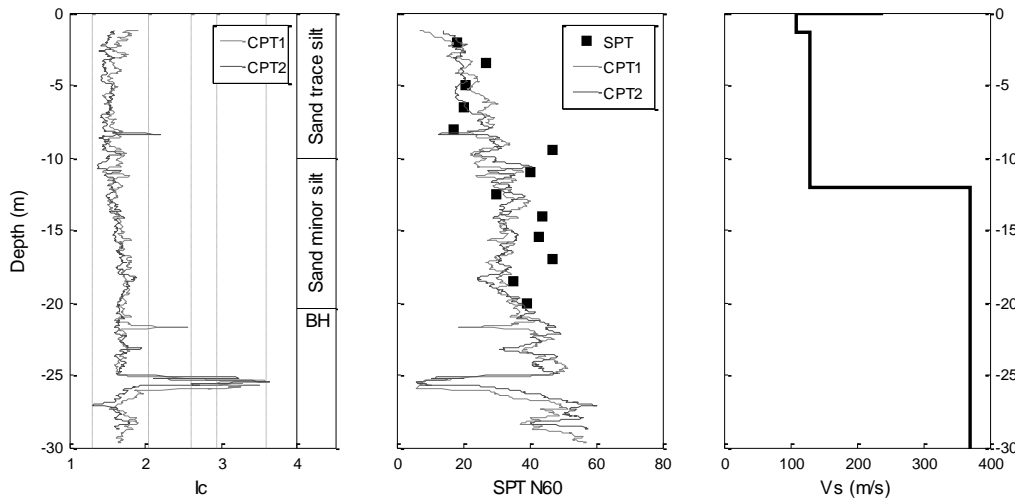 0
-5
-10
-15
-20
-25
-30
Depth (m)
1
2
3
4
5
Ic
CPT1
CPT2
Sand trace silt
Sand minor silt
BH
0
20
40
60
80
SPT N60
SPT
CPT1
CPT2
0
100
200
300
400
Vs (m/s)
0
-5
-10
-15
-20
-25
-30